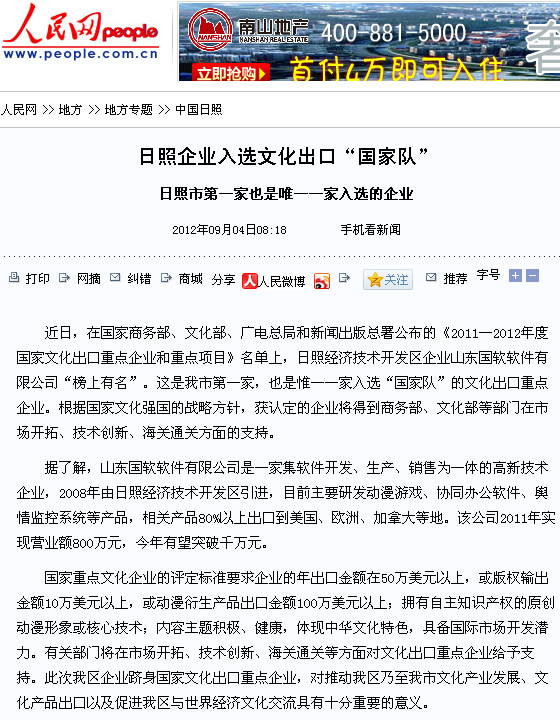 人民网 people
www.people.com.cn
南山地产
NANSHAN
NANSHAN REAL ESTATE
400-881-5000
立即抢购
首付4万即可入住
奢
人民网 >> 地方 >> 地方专题 >> 中国日照
日照企业入选文化出口“国家队”
日照市第一家也是唯一一家入选的企业
2012年09月04日08:18 手机看新闻
打印 网摘 纠错 商城 分享 人民微博 关注 推荐 字号
近日，在国家商务部、文化部、广电总局和新闻出版总署公布的《2011—2012年度
国家文化出口重点企业和重点项目》名单上，日照经济技术开发区企业山东国软软件有
限公司“榜上有名”。这是我市第一家，也是惟一一家入选“国家队”的文化出口重点
企业。根据国家文化强国的战略方针，获认定的企业将得到商务部、文化部等部门在市
场开拓、技术创新、海关通关方面的支持。
据了解，山东国软软件有限公司是一家集软件开发、生产、销售为一体的高新技术
企业，2008年由日照经济技术开发区引进，目前主要研发动漫游戏、协同办公软件、舆
情监控系统等产品，相关产品80%以上出口到美国、欧洲、加拿大等地。该公司2011年实
现营业额800万元，今年有望突破千万元。
国家重点文化企业的评定标准要求企业的年出口金额在50万美元以上，或版权输出
金额10万美元以上，或动漫衍生产品出口金额100万美元以上；拥有自主知识产权的原创
动漫形象或核心技术；内容主题积极、健康，体现中华文化特色，具备国际市场开发潜
力。有关部门将在市场开拓、技术创新、海关通关等方面对文化出口重点企业给予支
持。此次我区企业跻身国家文化出口重点企业，对推动我区乃至我市文化产业发展、文
化产品出口以及促进我区与世界经济文化交流具有十分重要的意义。